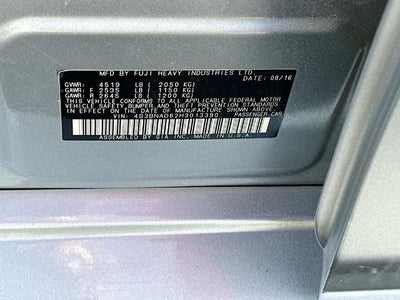 MFD BY FUJI HEAVY INDUSTRIES LTD.
DATE: 08/16
GVWR: 4519 LB ( 2050 KG)
GAWR: F 2535 LB ( 1150 KG)
GAWR: R 2645 LB ( 1200 KG)
THIS VEHICLE CONFORMS TO ALL APPLICABLE FEDERAL MOTOR
VEHICLE SAFETY, BUMPER AND THEFT PREVENTION STANDARDS
IN EFFECT ON THE DATE OF MANUFACTURE SHOWN ABOVE
VIN: 4S3BNAD62H3013390
PASSENGER CAR
ASSEMBLED BY SIA INC. MADE IN U.S.A.